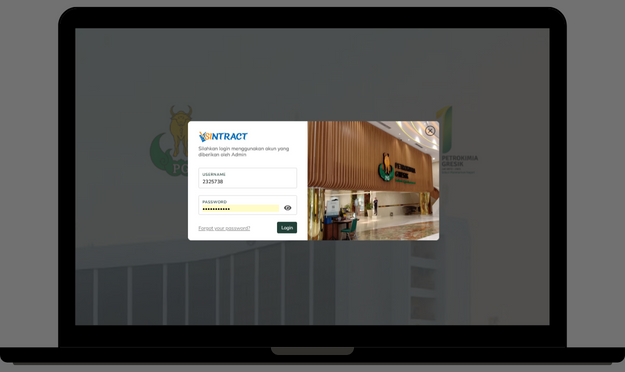 VSINTRACT
Silahkan login menggunakan akun yang
diberikan oleh Admin
USERNAME
2325738
PASSWORD
Forgot your password?
Login
PETROKIMIA
GRESIK
PETROKIMIA
GRESIK